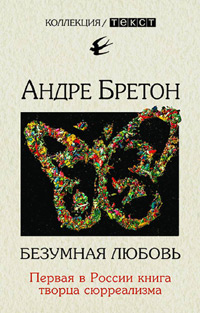 КОЛЛЕКЦИЯ / ТЕКСТ
АНДРЕ БРЕТОН
БЕЗУМНАЯ ЛЮБОВЬ
Первая в России книга
творца сюрреализма